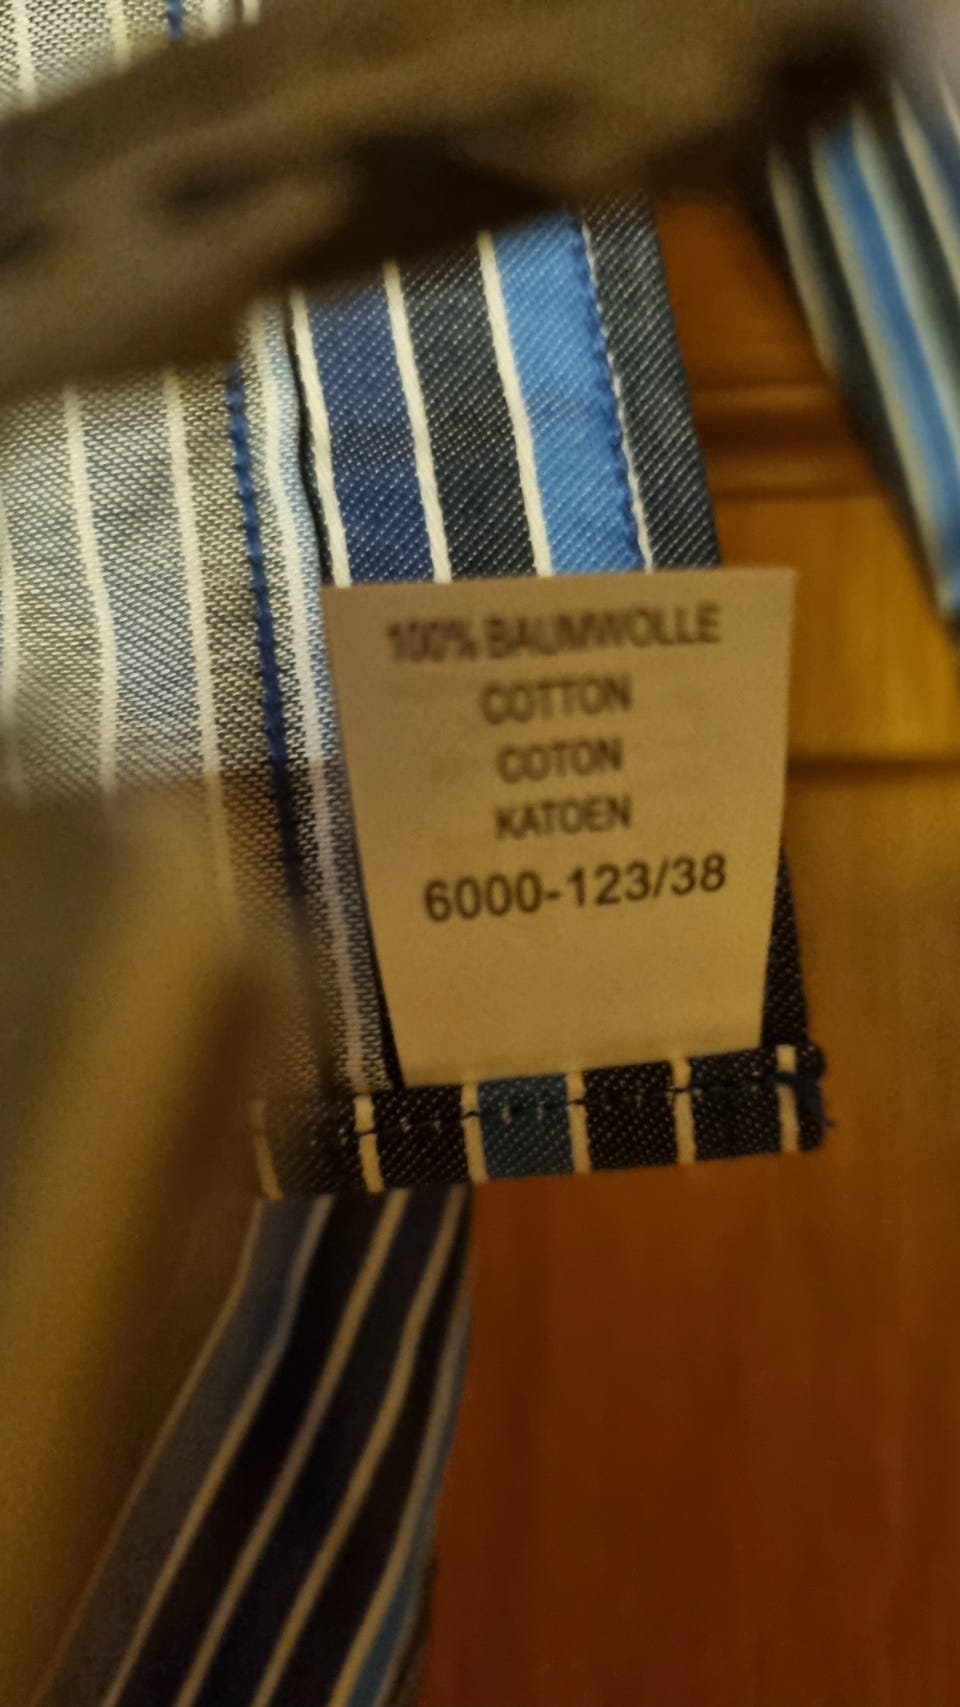 100% BAUMWOLLE
COTTON
COTON
KATOEN
6000-123/38